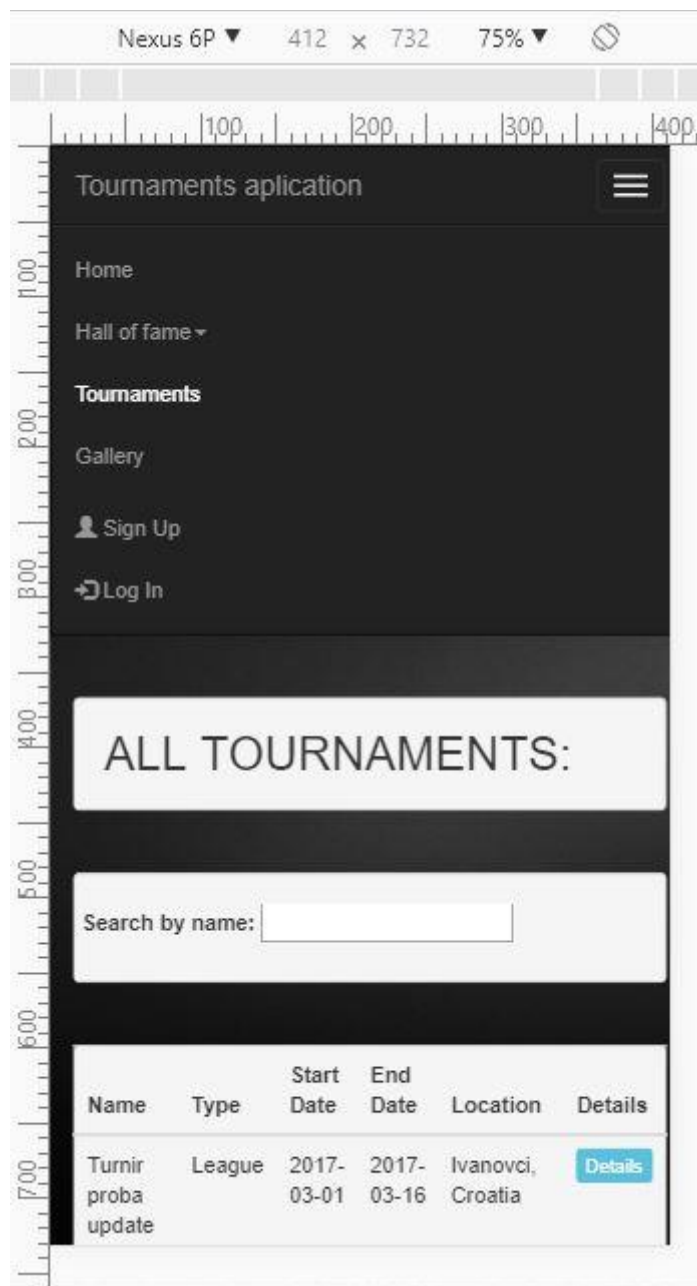 Nexus 6P ▼ 412 × 732 75% ▼
100 200 300 400
Tournaments aplication
100
Home
Hall of fame
Tournaments
200
Gallery
Sign Up
300
Log In
400
ALL TOURNAMENTS:
500
Search by name:
600
Name Type Start Date End Date Location Details
700
Turnir proba update League 2017-03-01 2017-03-16 Ivanovci, Croatia Details